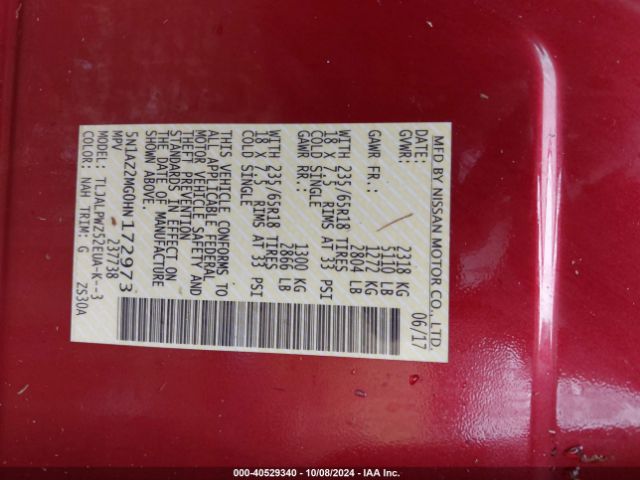 MFD BY NISSAN MOTOR CO., LTD.
DATE: 06/17
GVWR: 2318 KG
5110 LB
GAWR FR.: 1272 KG
2804 LB
WITH 235/65R18 TIRES
18 X 7.5 RIMS AT 33 PSI
COLD SINGLE
GAWR RR.: 1300 KG
2866 LB
WITH 235/65R18 TIRES
18 X 7.5 RIMS AT 33 PSI
COLD SINGLE
THIS VEHICLE CONFORMS TO
ALL APPLICABLE FEDERAL
MOTOR VEHICLE SAFETY AND
THEFT PREVENTION
STANDARDS IN EFFECT ON
THE DATE OF MANUFACTURE
SHOWN ABOVE.
5N1AZ2MG0HN172973
MPV 237738
MODEL: TLJALPWZ52EUA-K--3
COLOR: NAH TRIM: G ZS30A
000-40529340 - 10/08/2024 - IAA Inc.